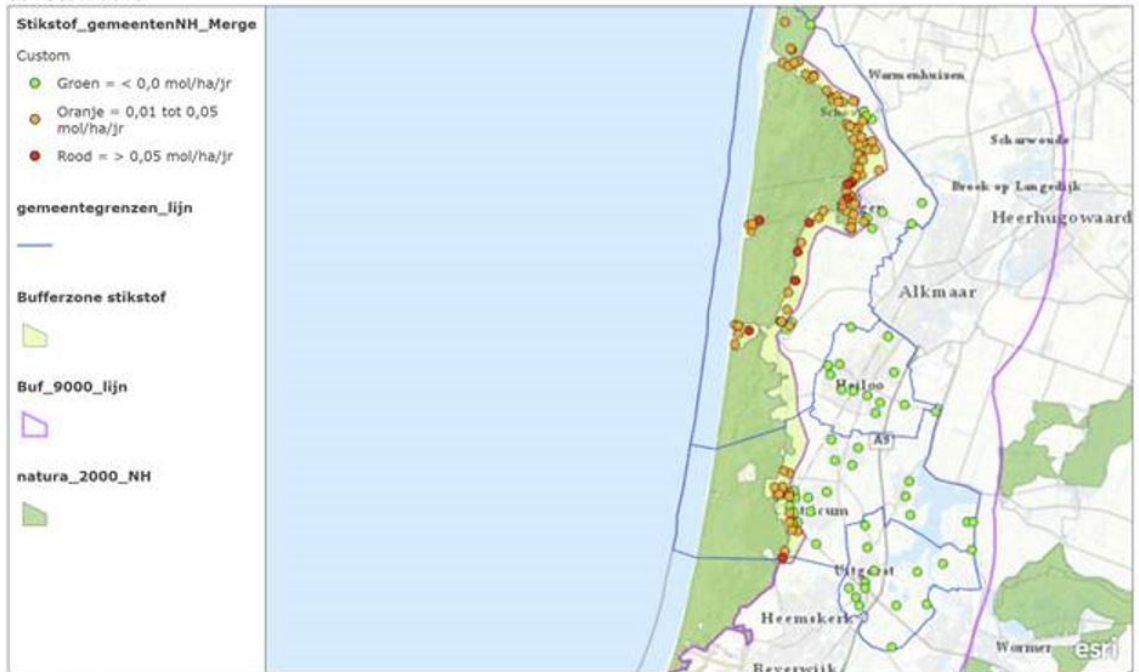 Stikstof_gemeentenNH_Merge
Custom
Groen = < 0,0 mol/ha/jr
Oranje = 0,01 tot 0,05
mol/ha/jr
Rood = > 0,05 mol/ha/jr
gemeentegrenzen_lijn
Bufferzone stikstof
Buf_9000_lijn
natura_2000_NH
Warmenhuizen
Scharwoude
Broek op Langedijk
Heerhugowaard
Alkmaar
Heiloo
A9
Uitgeest
Heemskerk
Wormer
esri
Beverwijk